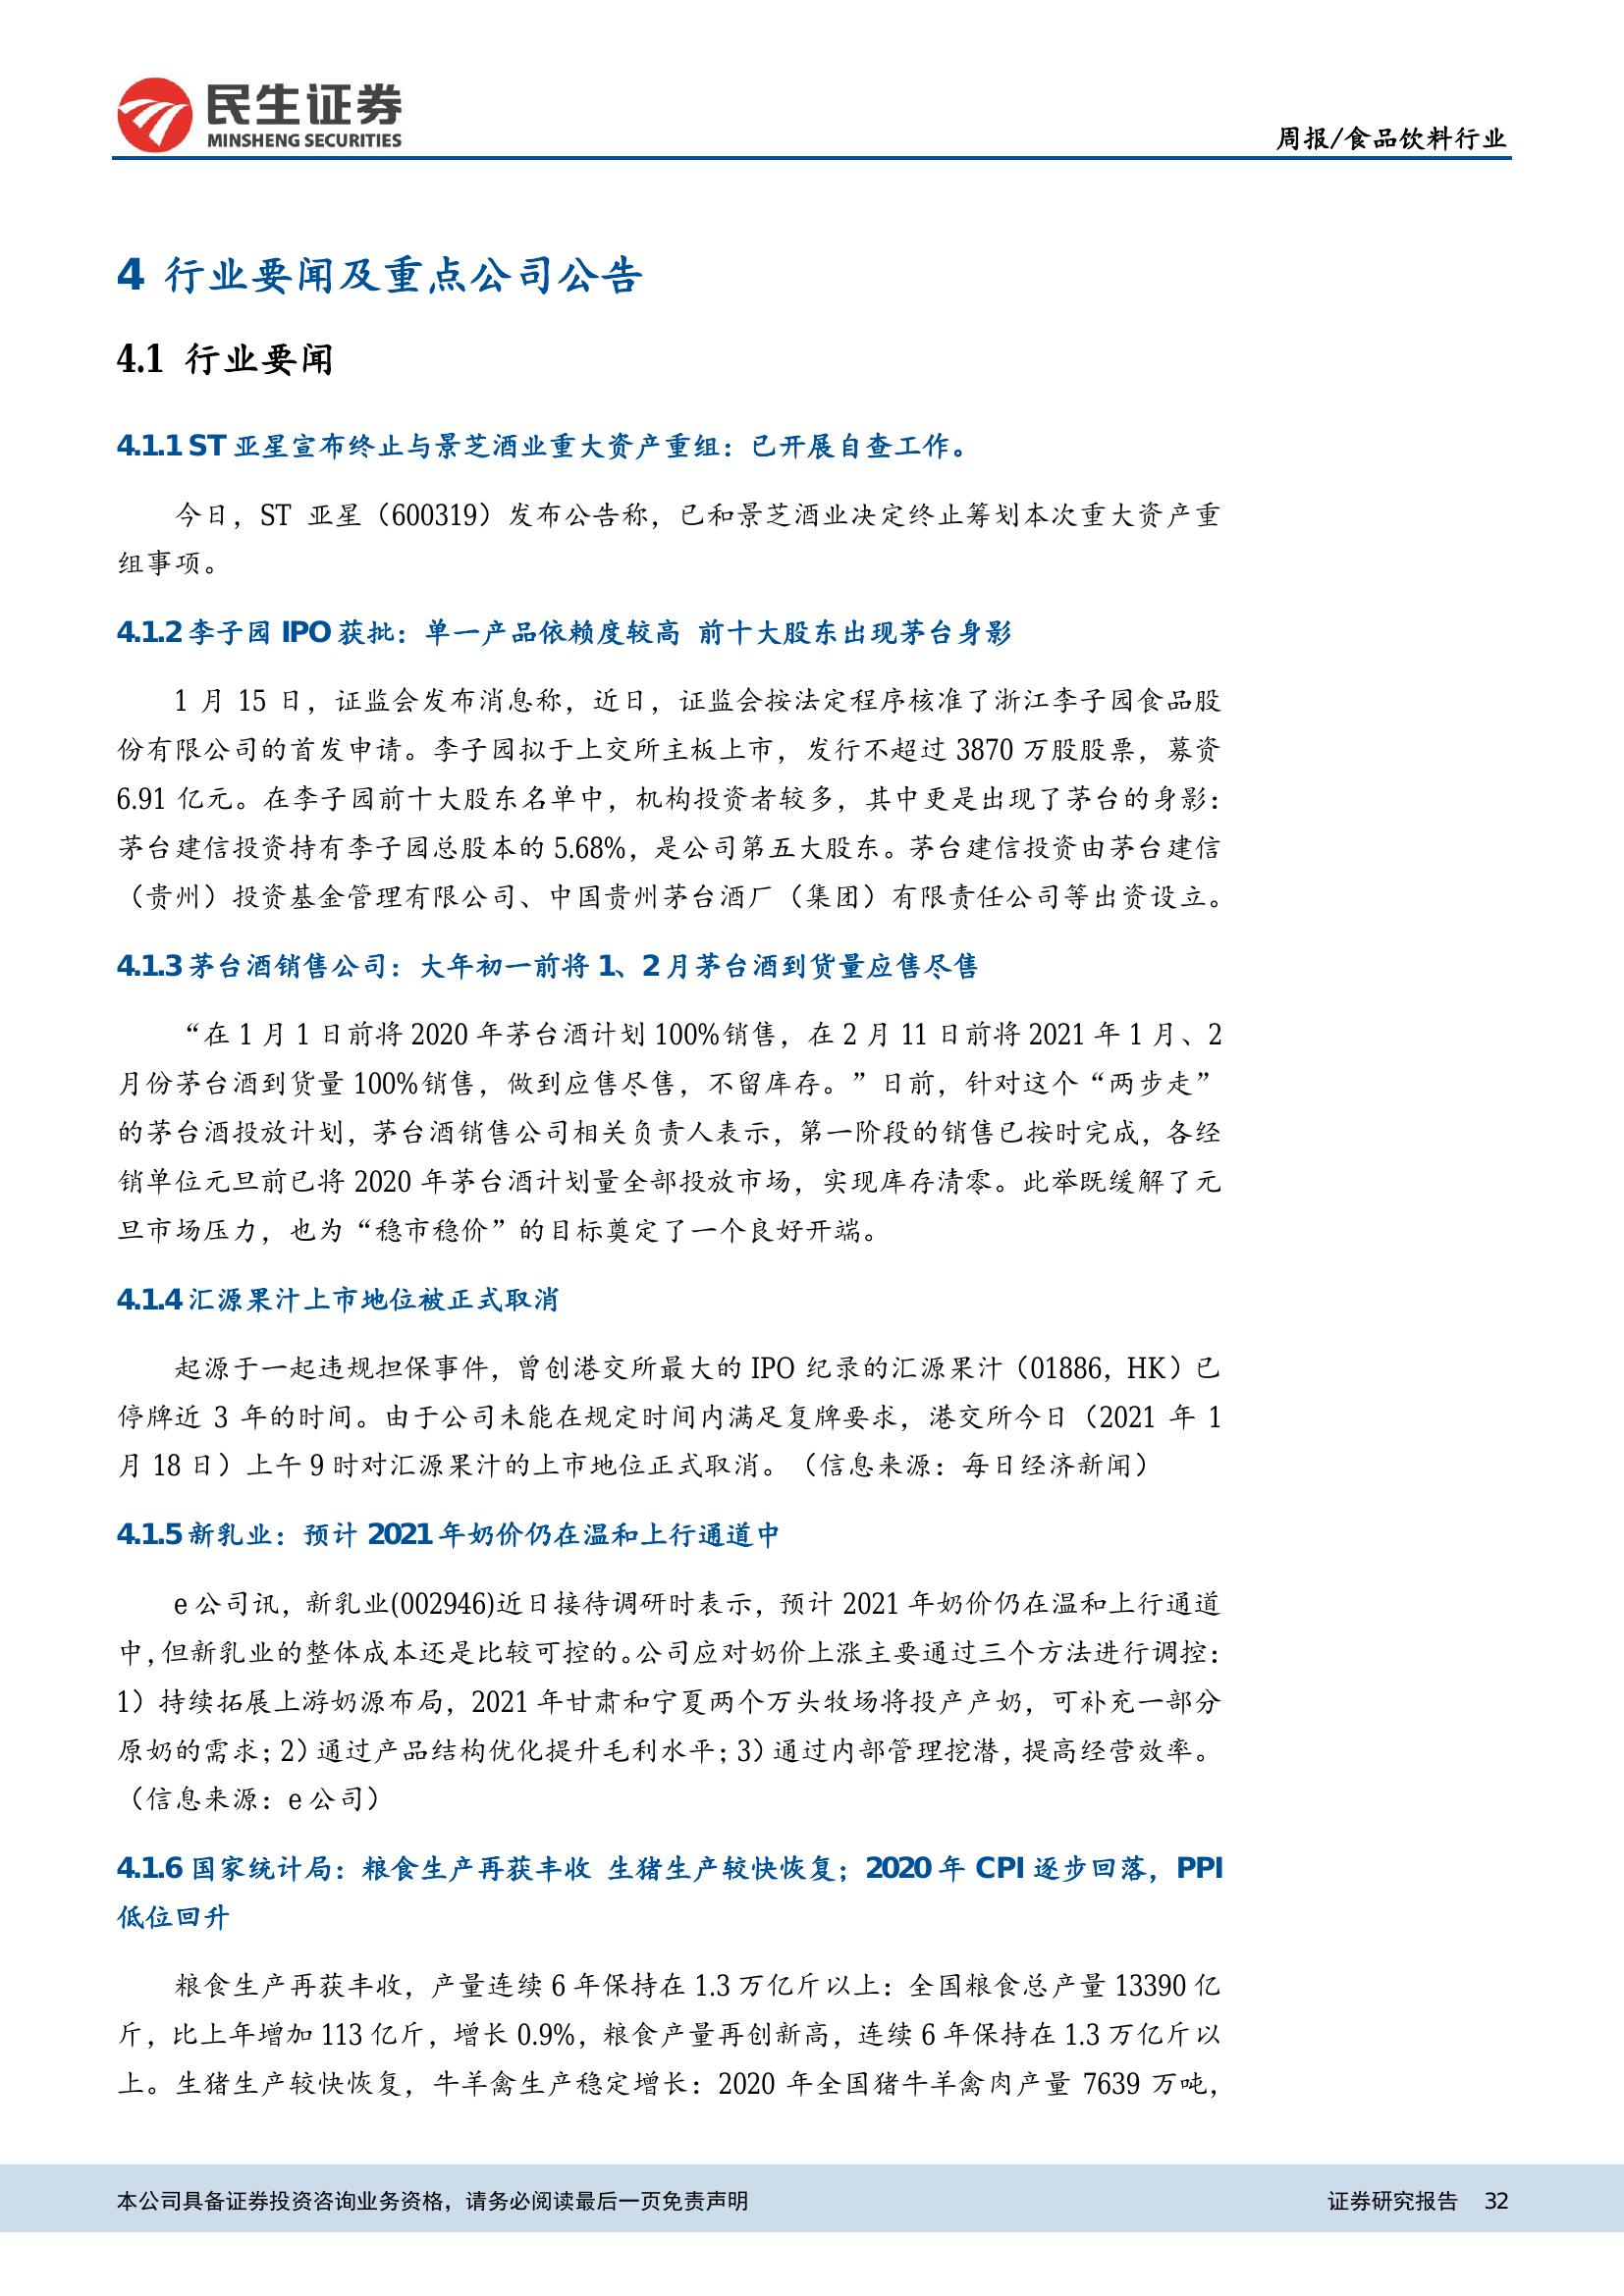 民生证券
MINSHENG SECURITIES
周报/食品饮料行业
4 行业要闻及重点公司公告
4.1 行业要闻
4.1.1 ST 亚星宣布终止与景芝酒业重大资产重组：已开展自查工作。
今日，ST 亚星（600319）发布公告称，已和景芝酒业决定终止筹划本次重大资产重
组事项。
4.1.2 李子园 IPO 获批：单一产品依赖度较高 前十大股东出现茅台身影
1 月 15 日，证监会发布消息称，近日，证监会按法定程序核准了浙江李子园食品股
份有限公司的首发申请。李子园拟于上交所主板上市，发行不超过 3870 万股股票，募资
6.91 亿元。在李子园前十大股东名单中，机构投资者较多，其中更是出现了茅台的身影：
茅台建信投资持有李子园总股本的 5.68%，是公司第五大股东。茅台建信投资由茅台建信
（贵州）投资基金管理有限公司、中国贵州茅台酒厂（集团）有限责任公司等出资设立。
4.1.3 茅台酒销售公司：大年初一前将 1、2 月茅台酒到货量应售尽售
“在 1 月 1 日前将 2020 年茅台酒计划 100%销售，在 2 月 11 日前将 2021 年 1 月、2
月份茅台酒到货量 100%销售，做到应售尽售，不留库存。”日前，针对这个“两步走”
的茅台酒投放计划，茅台酒销售公司相关负责人表示，第一阶段的销售已按时完成，各经
销单位元旦前已将 2020 年茅台酒计划量全部投放市场，实现库存清零。此举既缓解了元
旦市场压力，也为“稳市稳价”的目标奠定了一个良好开端。
4.1.4 汇源果汁上市地位被正式取消
起源于一起违规担保事件，曾创港交所最大的 IPO 纪录的汇源果汁（01886，HK）已
停牌近 3 年的时间。由于公司未能在规定时间内满足复牌要求，港交所今日（2021 年 1
月 18 日）上午 9 时对汇源果汁的上市地位正式取消。（信息来源：每日经济新闻）
4.1.5 新乳业：预计 2021 年奶价仍在温和上行通道中
e 公司讯，新乳业(002946)近日接待调研时表示，预计 2021 年奶价仍在温和上行通道
中，但新乳业的整体成本还是比较可控的。公司应对奶价上涨主要通过三个方法进行调控：
1）持续拓展上游奶源布局，2021 年甘肃和宁夏两个万头牧场将投产产奶，可补充一部分
原奶的需求；2）通过产品结构优化提升毛利水平；3）通过内部管理挖潜，提高经营效率。
（信息来源：e 公司）
4.1.6 国家统计局：粮食生产再获丰收 生猪生产较快恢复；2020 年 CPI 逐步回落，PPI
低位回升
粮食生产再获丰收，产量连续 6 年保持在 1.3 万亿斤以上：全国粮食总产量 13390 亿
斤，比上年增加 113 亿斤，增长 0.9%，粮食产量再创新高，连续 6 年保持在 1.3 万亿斤以
上。生猪生产较快恢复，牛羊禽生产稳定增长：2020 年全国猪牛羊禽肉产量 7639 万吨，
本公司具备证券投资咨询业务资格，请务必阅读最后一页免责声明
证券研究报告 32